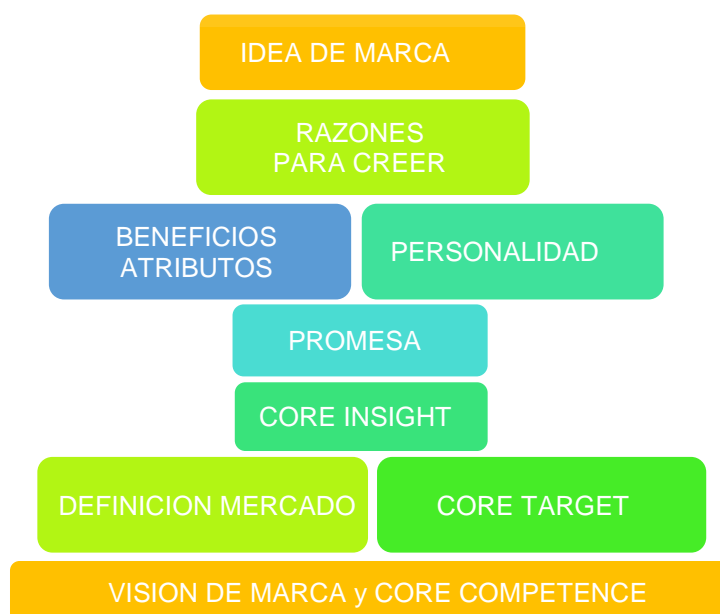 IDEA DE MARCA
RAZONES
PARA CREER
BENEFICIOS
ATRIBUTOS
PERSONALIDAD
PROMESA
CORE INSIGHT
DEFINICION MERCADO
CORE TARGET
VISION DE MARCA y CORE COMPETENCE